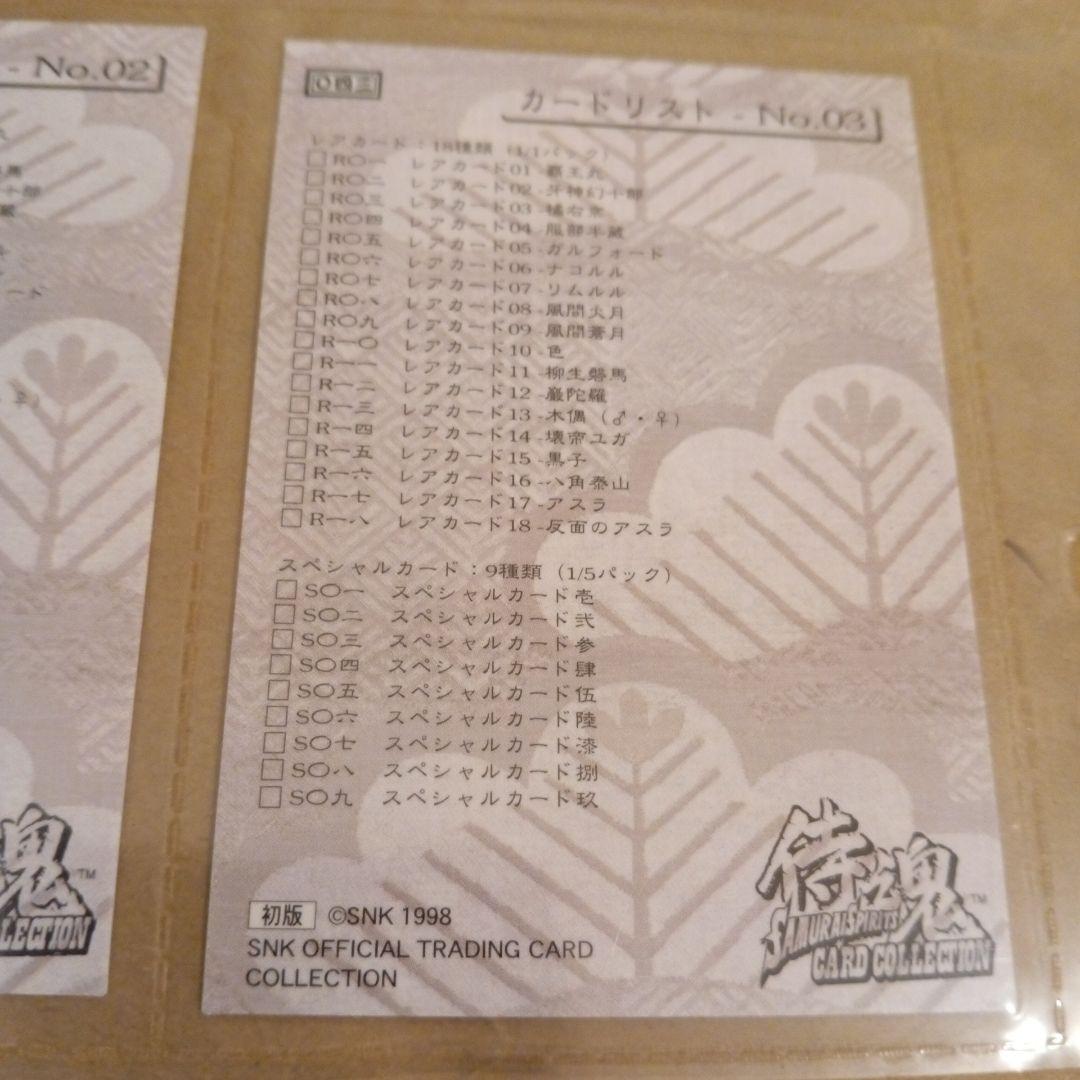 - No.02
〇四三
カードリスト - No.03
レアカード：18種類（1/1パック）
□R〇一 レアカード01 -覇王丸
□R〇二 レアカード02 -牙神幻十郎
□R〇三 レアカード03 -橘右京
□R〇四 レアカード04 -服部半蔵
□R〇五 レアカード05 -ガルフォード
□R〇六 レアカード06 -ナコルル
□R〇七 レアカード07 -リムルル
□R〇八 レアカード08 -風間火月
□R〇九 レアカード09 -風間蒼月
□R一〇 レアカード10 -色
□R一一 レアカード11 -柳生磐馬
□R一二 レアカード12 -巌陀羅
□R一三 レアカード13 -木偶（♂・♀）
□R一四 レアカード14 -壊帝ユガ
□R一五 レアカード15 -黒子
□R一六 レアカード16 -八角泰山
□R一七 レアカード17 -アスラ
□R一八 レアカード18 -反面のアスラ
スペシャルカード：9種類（1/5パック）
□S〇一 スペシャルカード壱
□S〇二 スペシャルカード弐
□S〇三 スペシャルカード参
□S〇四 スペシャルカード肆
□S〇五 スペシャルカード伍
□S〇六 スペシャルカード陸
□S〇七 スペシャルカード漆
□S〇八 スペシャルカード捌
□S〇九 スペシャルカード玖
初版 ©SNK 1998
SNK OFFICIAL TRADING CARD
COLLECTION
侍之魂™
SAMURAI SPIRITS
CARD COLLECTION
魂™
LLECTION